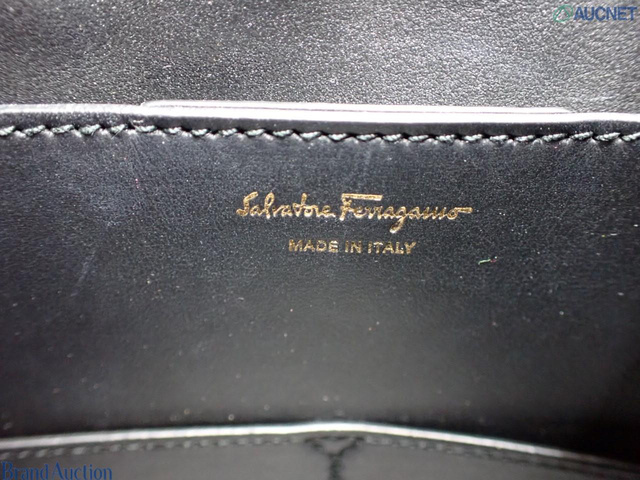 AUCNET
Salvatore Ferragamo
MADE IN ITALY
Brand Auction